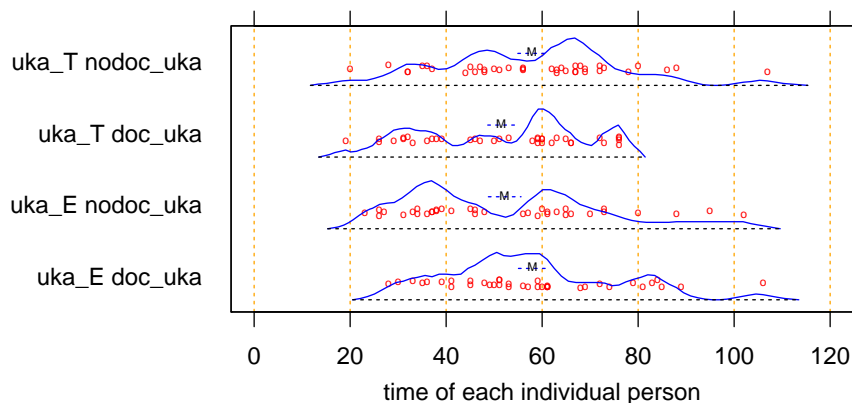 uka_T nodoc_uka
M
uka_T doc_uka
M
uka_E nodoc_uka
M
uka_E doc_uka
M
0 20 40 60 80 100 120
time of each individual person